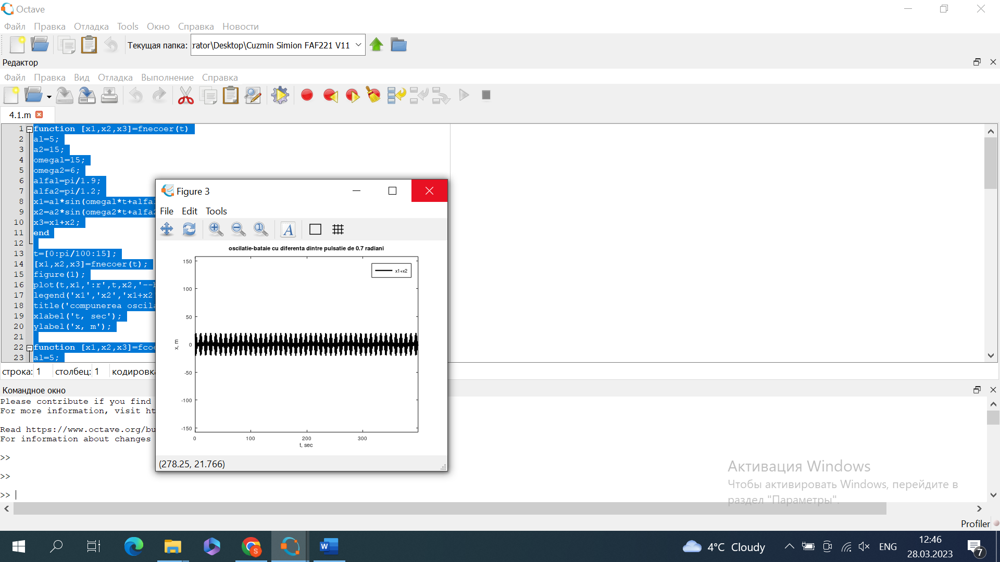 Octave
Файл Правка Отладка Tools Окно Справка Новости
Текущая папка: :rator\Desktop\Cuzmin Simion FAF221 V11
Редактор
Файл Правка Вид Отладка Выполнение Справка
4.1.m
1 function [x1,x2,x3]=fnecoer(t)
2 a1=5;
3 a2=15;
4 omega1=15;
5 omega2=6;
6 alfa1=pi/1.9;
7 alfa2=pi/1.2;
8 x1=a1*sin(omega1*t+alfa1
9 x2=a2*sin(omega2*t+alfa2
10 x3=x1+x2;
11 end
12
13 t=[0:pi/100:15];
14 [x1,x2,x3]=fnecoer(t);
15 figure(1);
16 plot(t,x1,':r',t,x2,'--b
17 legend('x1','x2','x1+x2'
18 title('compunerea oscila
19 xlabel('t, sec');
20 ylabel('x, m');
21
22 function [x1,x2,x3]=fcoe
23 a1=5;
строка: 1 столбец: 1 кодировка
Figure 3
File Edit Tools
oscilatie-bataie cu diferenta dintre pulsatie de 0.7 radiani
x1+x2
150
100
50
0
-50
-100
-150
x, m
0 100 200 300
t, sec
(278.25, 21.766)
Командное окно
Please contribute if you find
For more information, visit ht
Read https://www.octave.org/bu
For information about changes
>>
>>
>>
Активация Windows
Чтобы активировать Windows, перейдите в
раздел "Параметры".
Profiler
4°C Cloudy
ENG
12:46
28.03.2023
7